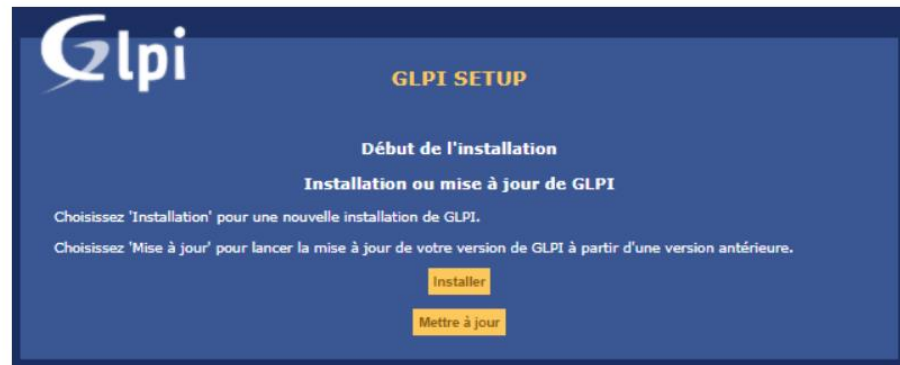 Glpi
GLPI SETUP
Début de l'installation
Installation ou mise à jour de GLPI
Choisissez 'Installation' pour une nouvelle installation de GLPI.
Choisissez 'Mise à jour' pour lancer la mise à jour de votre version de GLPI à partir d'une version antérieure.
Installer
Mettre à jour